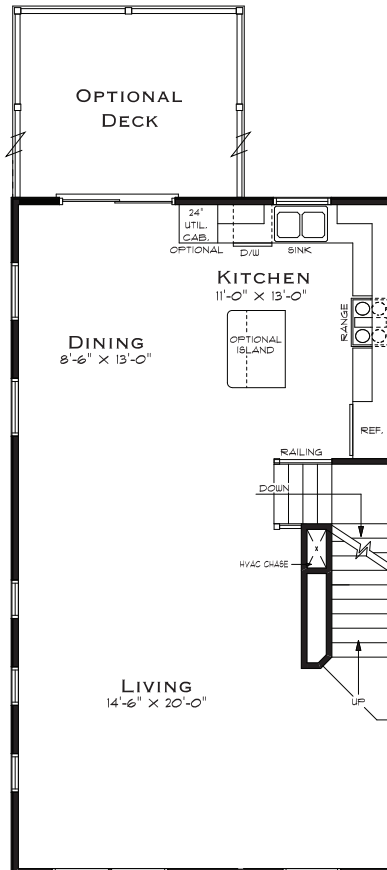 OPTIONAL
DECK
24"
UTIL.
CAB.
OPTIONAL
D/W
SINK
KITCHEN
11'-0" X 13'-0"
RANGE
DINING
8'-6" X 13'-0"
OPTIONAL
ISLAND
REF.
RAILING
DOWN
HVAC CHASE
X
LIVING
14'-6" X 20'-0"
UP